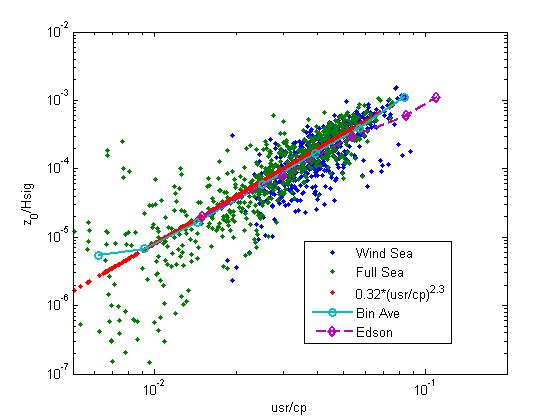 10^-2
10^-3
10^-4
10^-5
10^-6
10^-7
z_0/Hsig
Wind Sea
Full Sea
0.32*(usr/cp)^2.3
Bin Ave
Edson
10^-2
10^-1
usr/cp